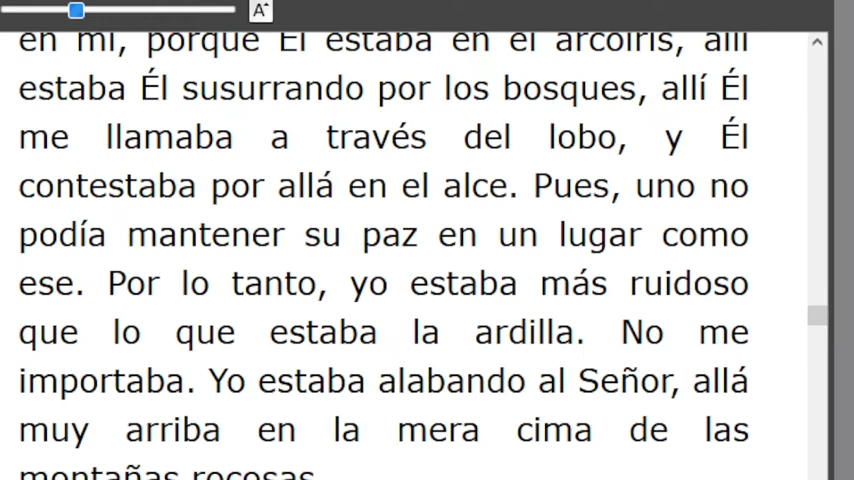 A
en mí, porque Él estaba en el arcoíris, allí
estaba Él susurrando por los bosques, allí Él
me llamaba a través del lobo, y Él
contestaba por allá en el alce. Pues, uno no
podía mantener su paz en un lugar como
ese. Por lo tanto, yo estaba más ruidoso
que lo que estaba la ardilla. No me
importaba. Yo estaba alabando al Señor, allá
muy arriba en la mera cima de las
montañas rocosas.